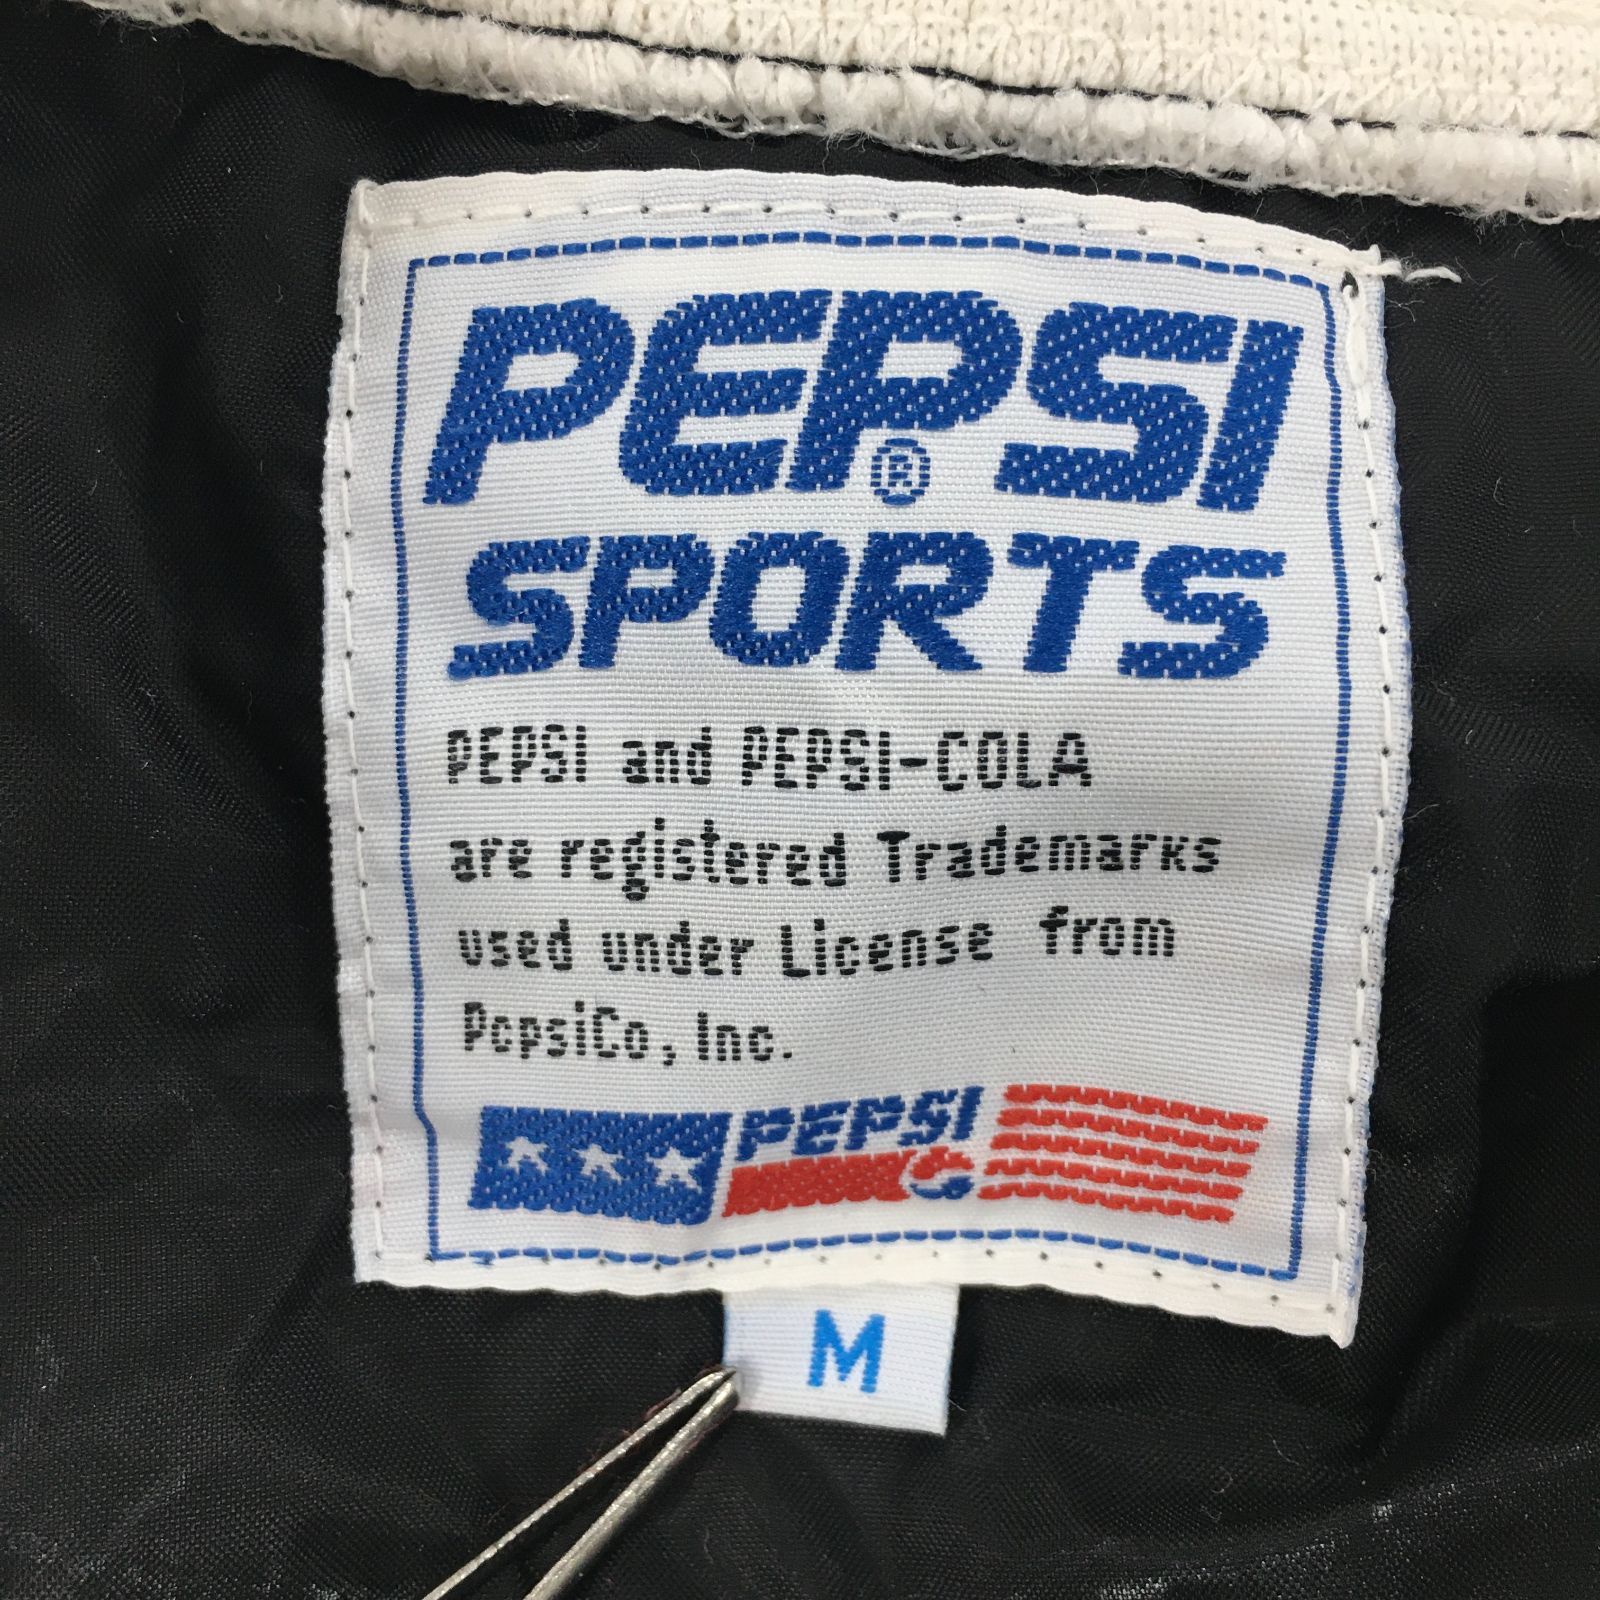 PEPSI
®
SPORTS
PEPSI and PEPSI-COLA
are registered Trademarks
used under License from
PepsiCo, Inc.
PEPSI
M